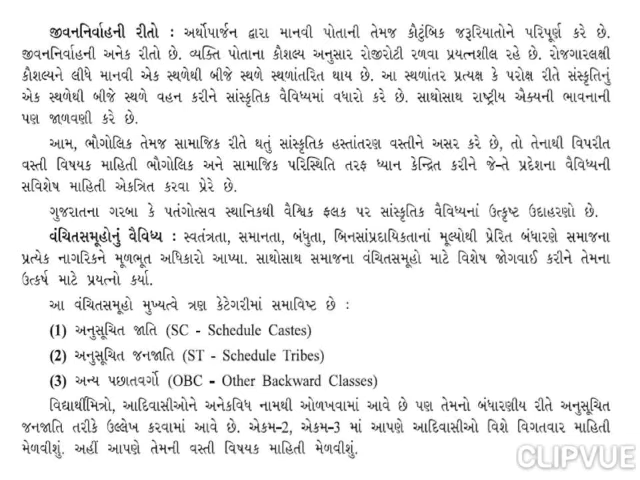 જીવનનિર્વાહની રીતો : અર્થોપાર્જન દ્વારા માનવી પોતાની તેમજ કૌટુંબિક જરૂરિયાતોને પરિપૂર્ણ કરે છે.
જીવનનિર્વાહની અનેક રીતો છે. વ્યક્તિ પોતાના કૌશલ્ય અનુસાર રોજીરોટી રળવા પ્રયત્નશીલ રહે છે. રોજગારલક્ષી
કૌશલ્યને લીધે માનવી એક સ્થળેથી બીજે સ્થળે સ્થળાંતરિત થાય છે. આ સ્થળાંતર પ્રત્યક્ષ કે પરોક્ષ રીતે સંસ્કૃતિનું
એક સ્થળેથી બીજે સ્થળે વહન કરીને સાંસ્કૃતિક વૈવિધ્યમાં વધારો કરે છે. સાથોસાથ રાષ્ટ્રીય ઐક્યની ભાવનાની
પણ જાળવણી કરે છે.
આમ, ભૌગોલિક તેમજ સામાજિક રીતે થતું સાંસ્કૃતિક હસ્તાંતરણ વસ્તીને અસર કરે છે, તો તેનાથી વિપરીત
વસ્તી વિષયક માહિતી ભૌગોલિક અને સામાજિક પરિસ્થિતિ તરફ ધ્યાન કેન્દ્રિત કરીને જે-તે પ્રદેશના વૈવિધ્યની
સવિશેષ માહિતી એકત્રિત કરવા પ્રેરે છે.
ગુજરાતના ગરબા કે પતંગોત્સવ સ્થાનિકથી વૈશ્વિક ફલક પર સાંસ્કૃતિક વૈવિધ્યનાં ઉત્કૃષ્ટ ઉદાહરણો છે.
વંચિતસમૂહોનું વૈવિધ્ય : સ્વતંત્રતા, સમાનતા, બંધુતા, બિનસાંપ્રદાયિકતાનાં મૂલ્યોથી પ્રેરિત બંધારણે સમાજના
પ્રત્યેક નાગરિકને મૂળભૂત અધિકારો આપ્યા. સાથોસાથ સમાજના વંચિતસમૂહો માટે વિશેષ જોગવાઈ કરીને તેમના
ઉત્કર્ષ માટે પ્રયત્નો કર્યા.
આ વંચિતસમૂહો મુખ્યત્વે ત્રણ કેટેગરીમાં સમાવિષ્ટ છે :
(1) અનુસૂચિત જાતિ (SC - Schedule Castes)
(2) અનુસૂચિત જનજાતિ (ST - Schedule Tribes)
(3) અન્ય પછાતવર્ગો (OBC - Other Backward Classes)
વિદ્યાર્થીમિત્રો, આદિવાસીઓને અનેકવિધ નામથી ઓળખવામાં આવે છે પણ તેમનો બંધારણીય રીતે અનુસૂચિત
જનજાતિ તરીકે ઉલ્લેખ કરવામાં આવે છે. એકમ-2, એકમ-3 માં આપણે આદિવાસીઓ વિશે વિગતવાર માહિતી
મેળવીશું. અહીં આપણે તેમની વસ્તી વિષયક માહિતી મેળવીશું.
CLIPVUE